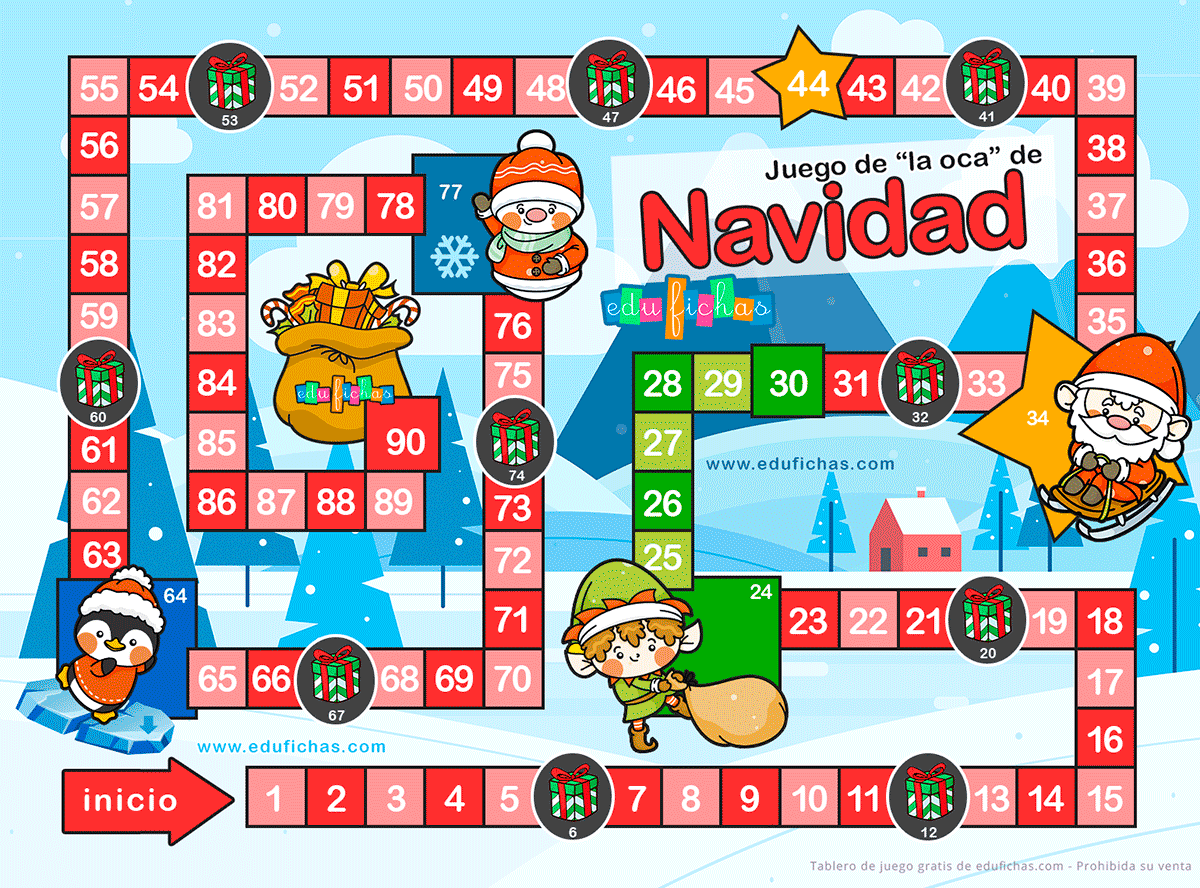 55 54 53 52 51 50 49 48 47 46 45 44 43 42 41 40 39
56 38
Juego de “la oca” de
Navidad
57 81 80 79 78 77 37
58 82 36
edufichas
59 83 76 35
60 84 edufichas 75 28 29 30 31 32 33 34
61 85 90 74 27
www.edufichas.com
62 86 87 88 89 73 26
63 72 25
64 71 24 23 22 21 20 19 18
65 66 67 68 69 70 17
www.edufichas.com
16
inicio 1 2 3 4 5 6 7 8 9 10 11 12 13 14 15
Tablero de juego gratis de edufichas.com - Prohibida su venta